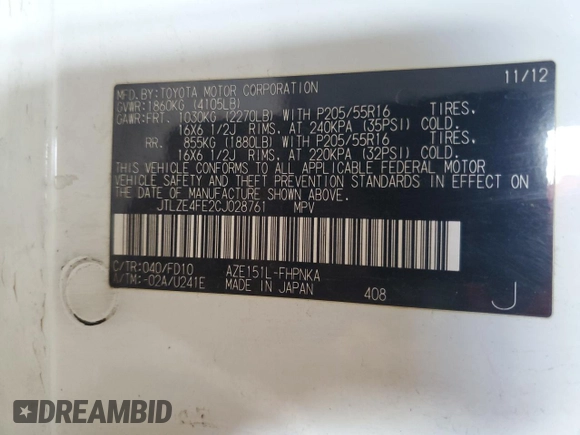 MFD. BY: TOYOTA MOTOR CORPORATION 11/12
GVWR: 1860KG (4105LB)
GAWR: FRT. 1030KG (2270LB) WITH P205/55R16 TIRES.
16X6 1/2J RIMS. AT 240KPA (35PSI) COLD.
RR. 855KG (1880LB) WITH P205/55R16 TIRES.
16X6 1/2J RIMS. AT 220KPA (32PSI) COLD.
THIS VEHICLE CONFORMS TO ALL APPLICABLE FEDERAL MOTOR
VEHICLE SAFETY AND THEFT PREVENTION STANDARDS IN EFFECT ON
THE DATE OF MANUFACTURE SHOWN ABOVE.
JTLZE4FE2CJ028761 MPV
C/TR: 040/FD10 AZE151L-FHPNKA
A/TM: -02A/U241E MADE IN JAPAN 408 J
DREAMBID